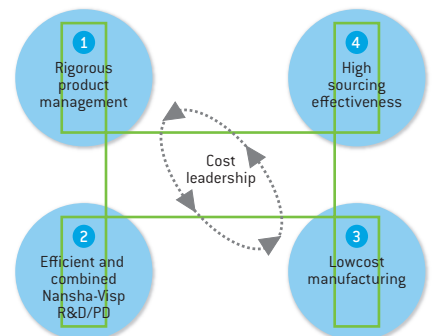 1
Rigorous
product
management
4
High
sourcing
effectiveness
Cost
leadership
2
Efficient and
combined
Nansha-Visp
R&D/PD
3
Lowcost
manufacturing